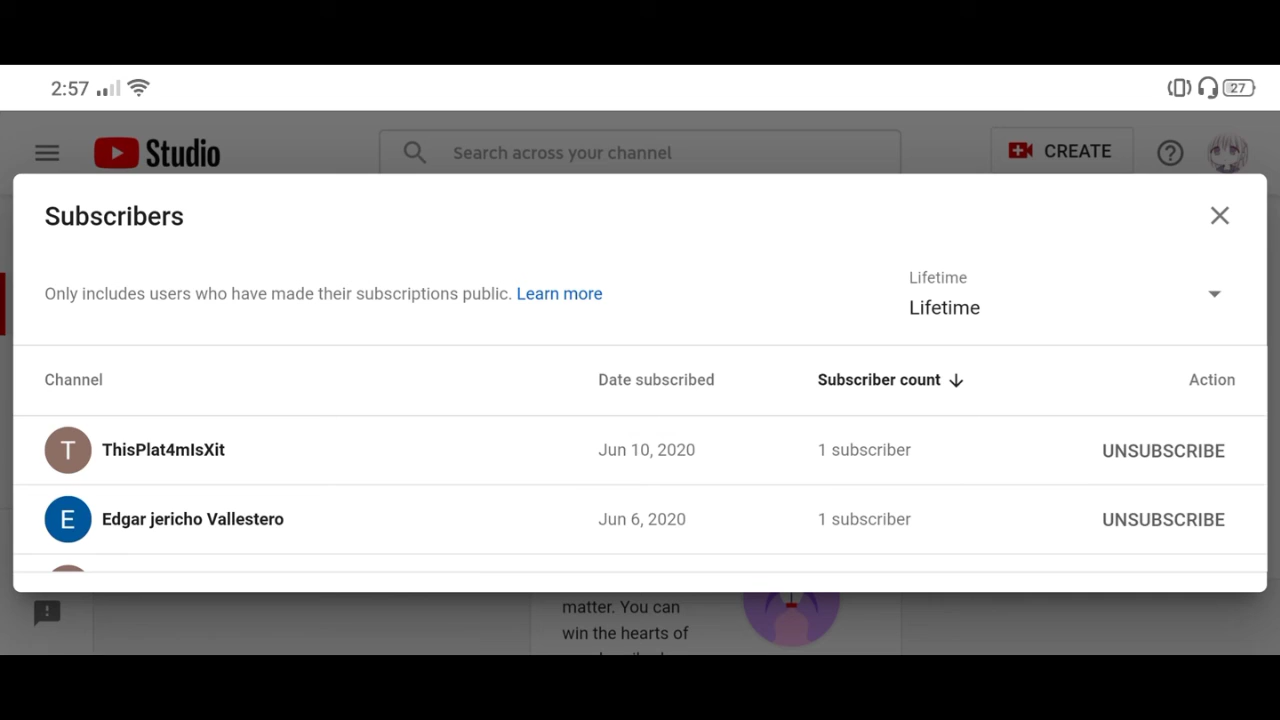 2:57
27
Studio
Search across your channel
CREATE
Subscribers
Only includes users who have made their subscriptions public. Learn more
Lifetime
Lifetime
Channel
Date subscribed
Subscriber count
Action
T
ThisPlat4mIsXit
Jun 10, 2020
1 subscriber
UNSUBSCRIBE
E
Edgar jericho Vallestero
Jun 6, 2020
1 subscriber
UNSUBSCRIBE
matter. You can
win the hearts of